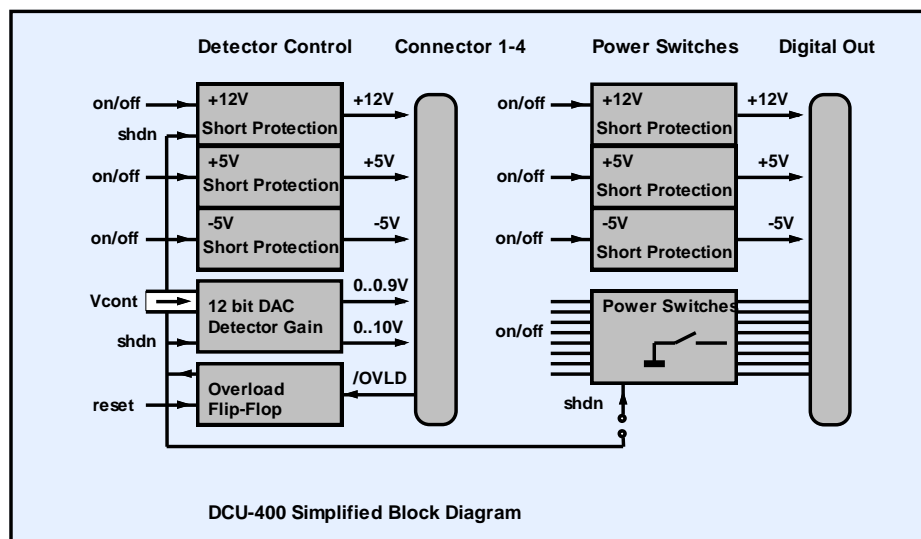 Detector Control
Connector 1-4
Power Switches
Digital Out
on/off
+12V
Short Protection
+12V
shdn
on/off
+5V
Short Protection
+5V
on/off
-5V
Short Protection
-5V
Vcont
12 bit DAC
Detector Gain
0..0.9V
0..10V
shdn
Overload
Flip-Flop
/OVLD
reset
on/off
+12V
Short Protection
+12V
on/off
+5V
Short Protection
+5V
on/off
-5V
Short Protection
-5V
on/off
Power Switches
shdn
DCU-400 Simplified Block Diagram